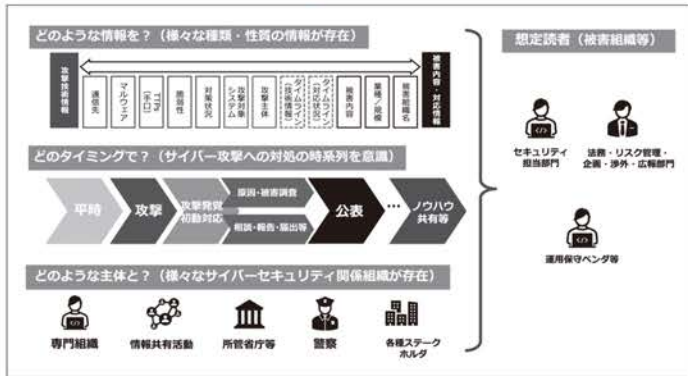 どのような情報を？（様々な種類・性質の情報が存在）
攻撃技術情報
通信先
マルウェア
TTPs
（手口）
脆弱性
対策状況
攻撃対象
システム
攻撃主体
タイムライン
（技術情報）
タイムライン
（対応状況）
被害内容
業種／規模
被害組織名
被害内容・対応情報
どのタイミングで？（サイバー攻撃への対処の時系列を意識）
平時
攻撃
攻撃発覚
初動対応
原因・被害調査
相談・報告・届出等
公表
…
ノウハウ
共有等
どのような主体と？（様々なサイバーセキュリティ関係組織が存在）
専門組織
情報共有活動
所管省庁等
警察
各種ステーク
ホルダ
想定読者（被害組織等）
セキュリティ
担当部門
法務・リスク管理・
企画・渉外・広報部門
運用保守ベンダ等